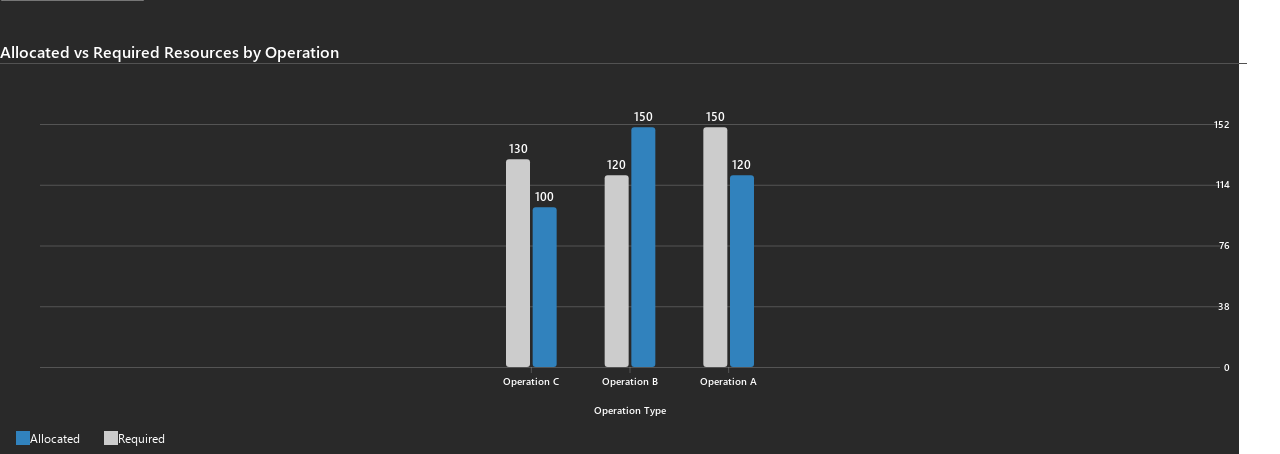 Allocated vs Required Resources by Operation
150 150
152
130
120 120
114
100
76
38
0
Operation C Operation B Operation A
Operation Type
Allocated Required